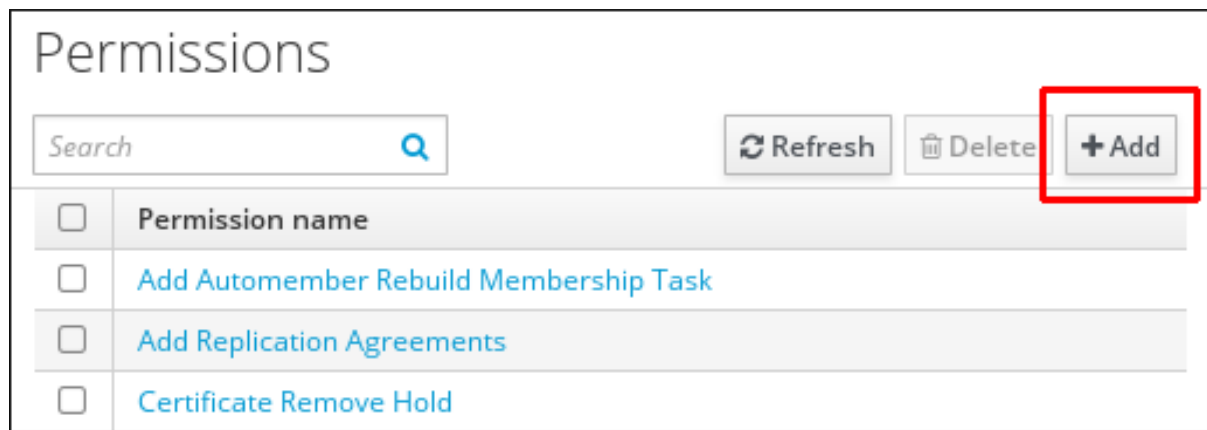 Permissions
Search Refresh Delete Add
Permission name
Add Automember Rebuild Membership Task
Add Replication Agreements
Certificate Remove Hold